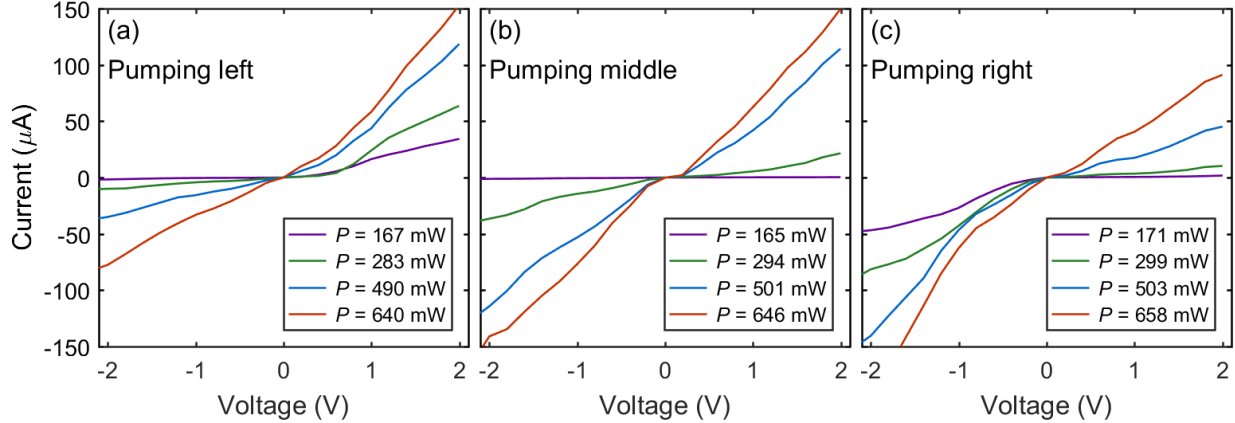 (a)
Pumping left
Current (μA)
150
100
50
0
-50
-100
-150
P = 167 mW
P = 283 mW
P = 490 mW
P = 640 mW
-2 -1 0 1 2
Voltage (V)
(b)
Pumping middle
P = 165 mW
P = 294 mW
P = 501 mW
P = 646 mW
-2 -1 0 1 2
Voltage (V)
(c)
Pumping right
P = 171 mW
P = 299 mW
P = 503 mW
P = 658 mW
-2 -1 0 1 2
Voltage (V)